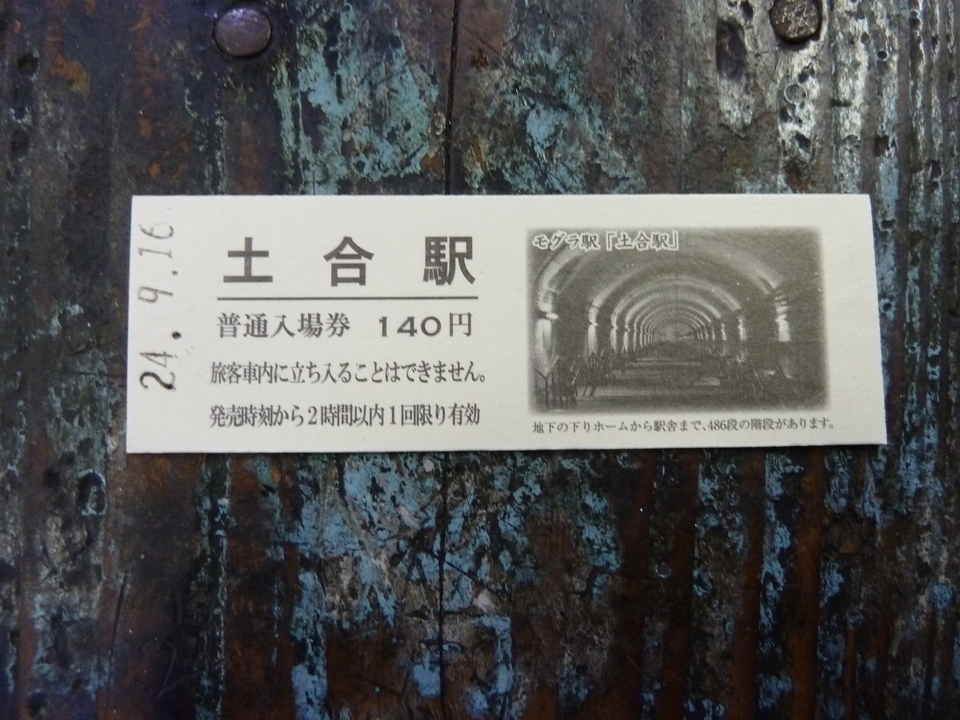 24. 9.16
土合駅
普通入場券 140円
旅客車内に立ち入ることはできません。
発売時刻から2時間以内1回限り有効
モグラ駅「土合駅」
地下の下りホームから駅舎まで、486段の階段があります。